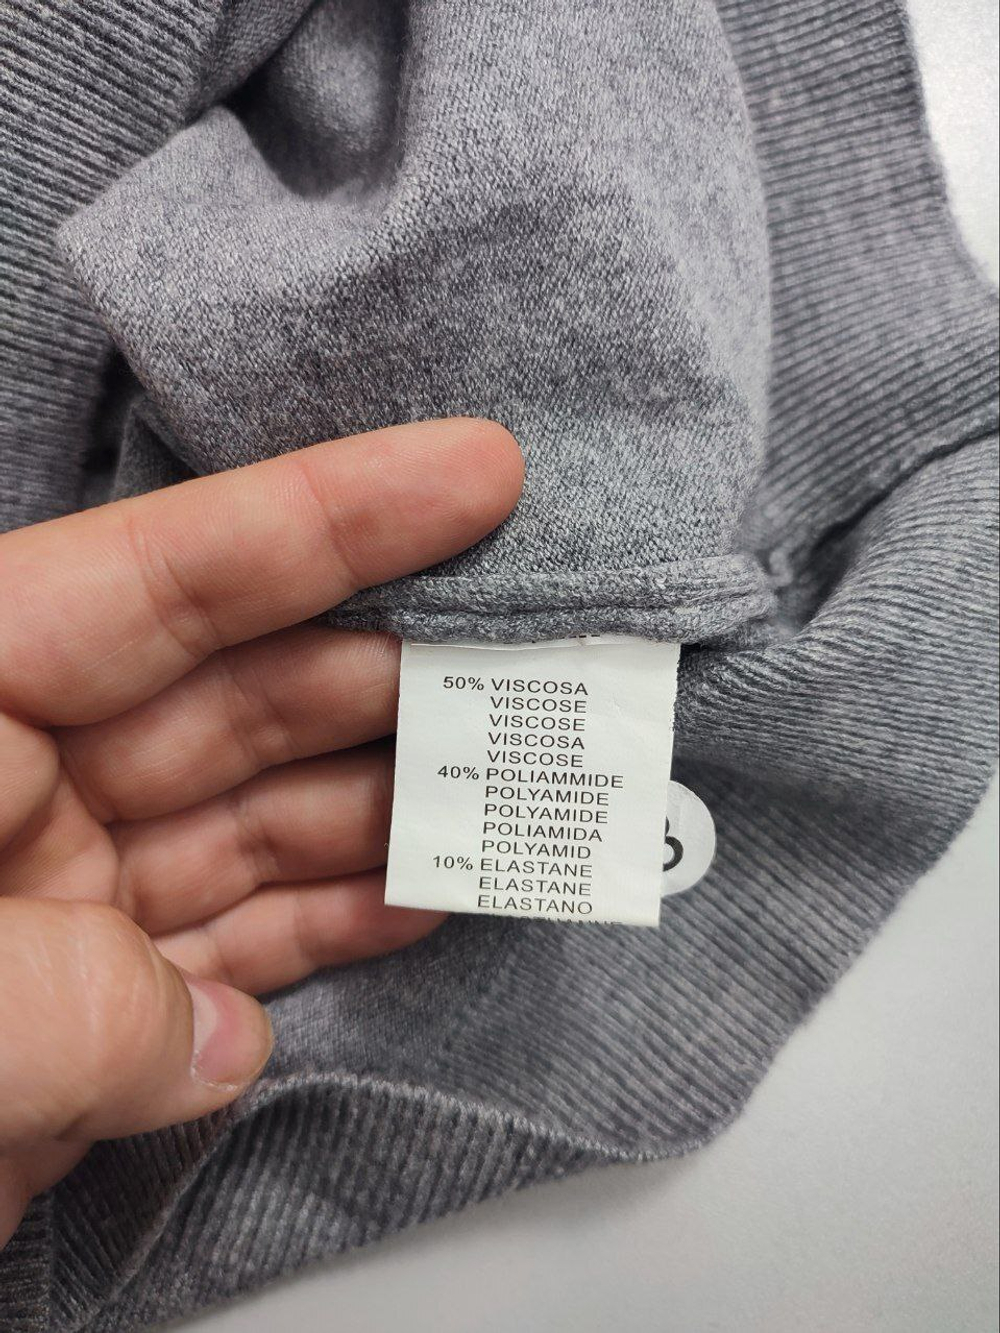 50% VISCOSA
VISCOSE
VISCOSE
VISCOSA
VISCOSE
40% POLIAMMIDE
POLYAMIDE
POLYAMIDE
POLIAMIDA
POLYAMID
10% ELASTANE
ELASTANE
ELASTANO